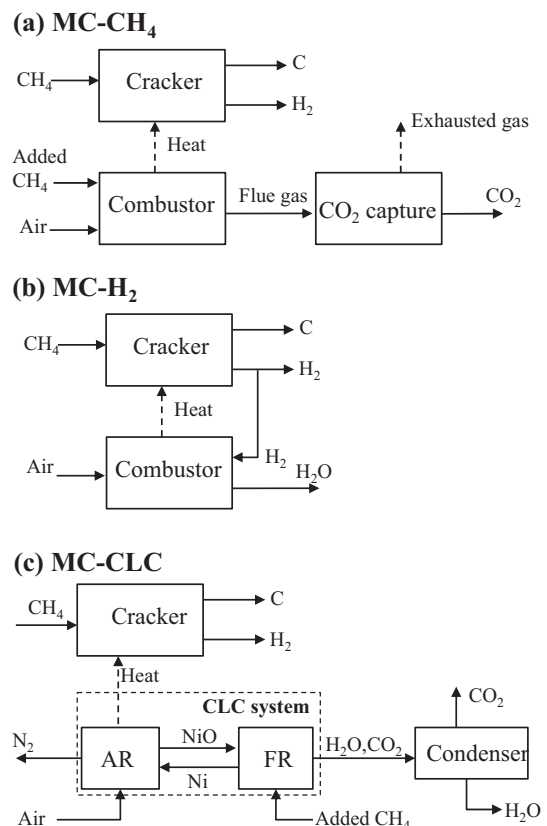 (a) MC-CH₄
CH₄
Cracker
C
H₂
Heat
Exhausted gas
Added
CH₄
Air
Combustor
Flue gas
CO₂ capture
CO₂
(b) MC-H₂
CH₄
Cracker
C
H₂
Heat
Air
Combustor
H₂
H₂O
(c) MC-CLC
CH₄
Cracker
C
H₂
Heat
CLC system
CO₂
N₂
AR
NiO
Ni
FR
H₂O,CO₂
Condenser
Air
Added CH₄
H₂O